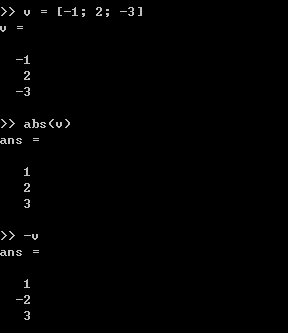 >> v = [-1; 2; -3]
v =
-1
2
-3
>> abs(v)
ans =
1
2
3
>> -v
ans =
1
-2
3